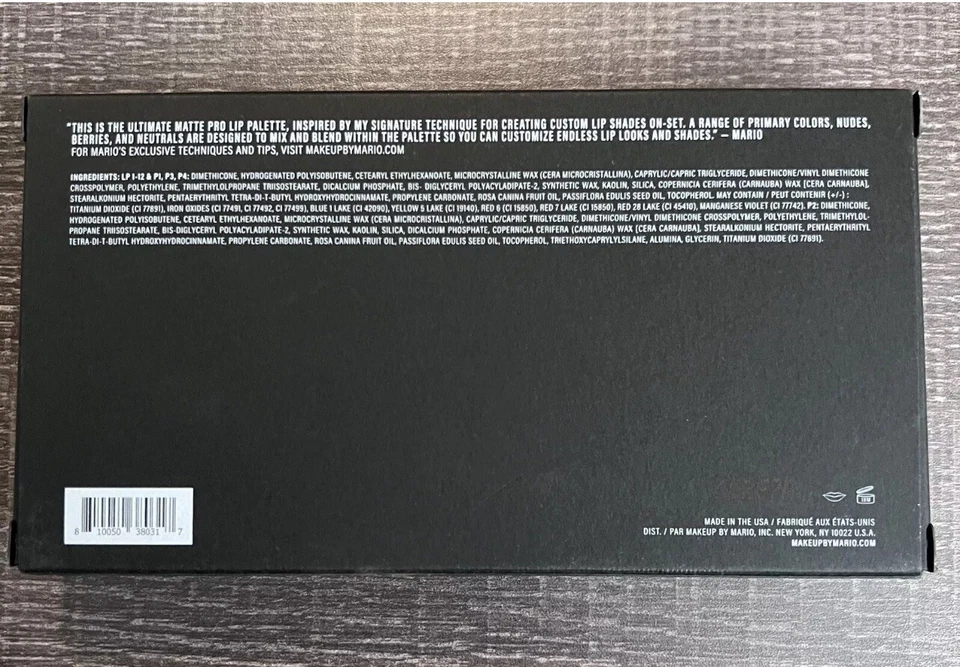 "THIS IS THE ULTIMATE MATTE PRO LIP PALETTE, INSPIRED BY MY SIGNATURE TECHNIQUE FOR CREATING CUSTOM LIP SHADES ON-SET. A RANGE OF PRIMARY COLORS, NUDES,
BERRIES, AND NEUTRALS ARE DESIGNED TO MIX AND BLEND WITHIN THE PALETTE SO YOU CAN CUSTOMIZE ENDLESS LIP LOOKS AND SHADES." – MARIO
FOR MARIO'S EXCLUSIVE TECHNIQUES AND TIPS, VISIT MAKEUPBYMARIO.COM
INGREDIENTS: LP 1-12 & P1, P3, P4: DIMETHICONE, HYDROGENATED POLYISOBUTENE, CETEARYL ETHYLHEXANOATE, MICROCRYSTALLINE WAX (CERA MICROCRISTALLINA), CAPRYLIC/CAPRIC TRIGLYCERIDE, DIMETHICONE/VINYL DIMETHICONE
CROSSPOLYMER, POLYETHYLENE, TRIMETHYLOLPROPANE TRIISOSTEARATE, DICALCIUM PHOSPHATE, BIS- DIGLYCERYL POLYACYLADIPATE-2, SYNTHETIC WAX, KAOLIN, SILICA, COPERNICIA CERIFERA (CARNAUBA) WAX [CERA CARNAUBA],
STEARALKONIUM HECTORITE, PENTAERYTHRITYL TETRA-DI-T-BUTYL HYDROXYHYDROCINNAMATE, PROPYLENE CARBONATE, ROSA CANINA FRUIT OIL, PASSIFLORA EDULIS SEED OIL, TOCOPHEROL. MAY CONTAIN / PEUT CONTENIR (+/-) :
TITANIUM DIOXIDE (CI 77891), IRON OXIDES (CI 77491, CI 77492, CI 77499), BLUE 1 LAKE (CI 42090), YELLOW 5 LAKE (CI 19140), RED 6 (CI 15850), RED 7 LAKE (CI 15850), RED 28 LAKE (CI 45410), MANGANESE VIOLET (CI 77742). P2: DIMETHICONE,
HYDROGENATED POLYISOBUTENE, CETEARYL ETHYLHEXANOATE, MICROCRYSTALLINE WAX (CERA MICROCRISTALLINA), CAPRYLIC/CAPRIC TRIGLYCERIDE, DIMETHICONE/VINYL DIMETHICONE CROSSPOLYMER, POLYETHYLENE, TRIMETHYLOL-
PROPANE TRIISOSTEARATE, BIS-DIGLYCERYL POLYACYLADIPATE-2, SYNTHETIC WAX, KAOLIN, SILICA, DICALCIUM PHOSPHATE, COPERNICIA CERIFERA (CARNAUBA) WAX [CERA CARNAUBA], STEARALKONIUM HECTORITE, PENTAERYTHRITYL
TETRA-DI-T-BUTYL HYDROXYHYDROCINNAMATE, PROPYLENE CARBONATE, ROSA CANINA FRUIT OIL, PASSIFLORA EDULIS SEED OIL, TOCOPHEROL, TRIETHOXYCAPRYLYLSILANE, ALUMINA, GLYCERIN, TITANIUM DIOXIDE (CI 77891).
8 10050 38031 7
18M
MADE IN THE USA / FABRIQUÉ AUX ÉTATS-UNIS
DIST. / PAR MAKEUP BY MARIO, INC. NEW YORK, NY 10022 U.S.A.
MAKEUPBYMARIO.COM